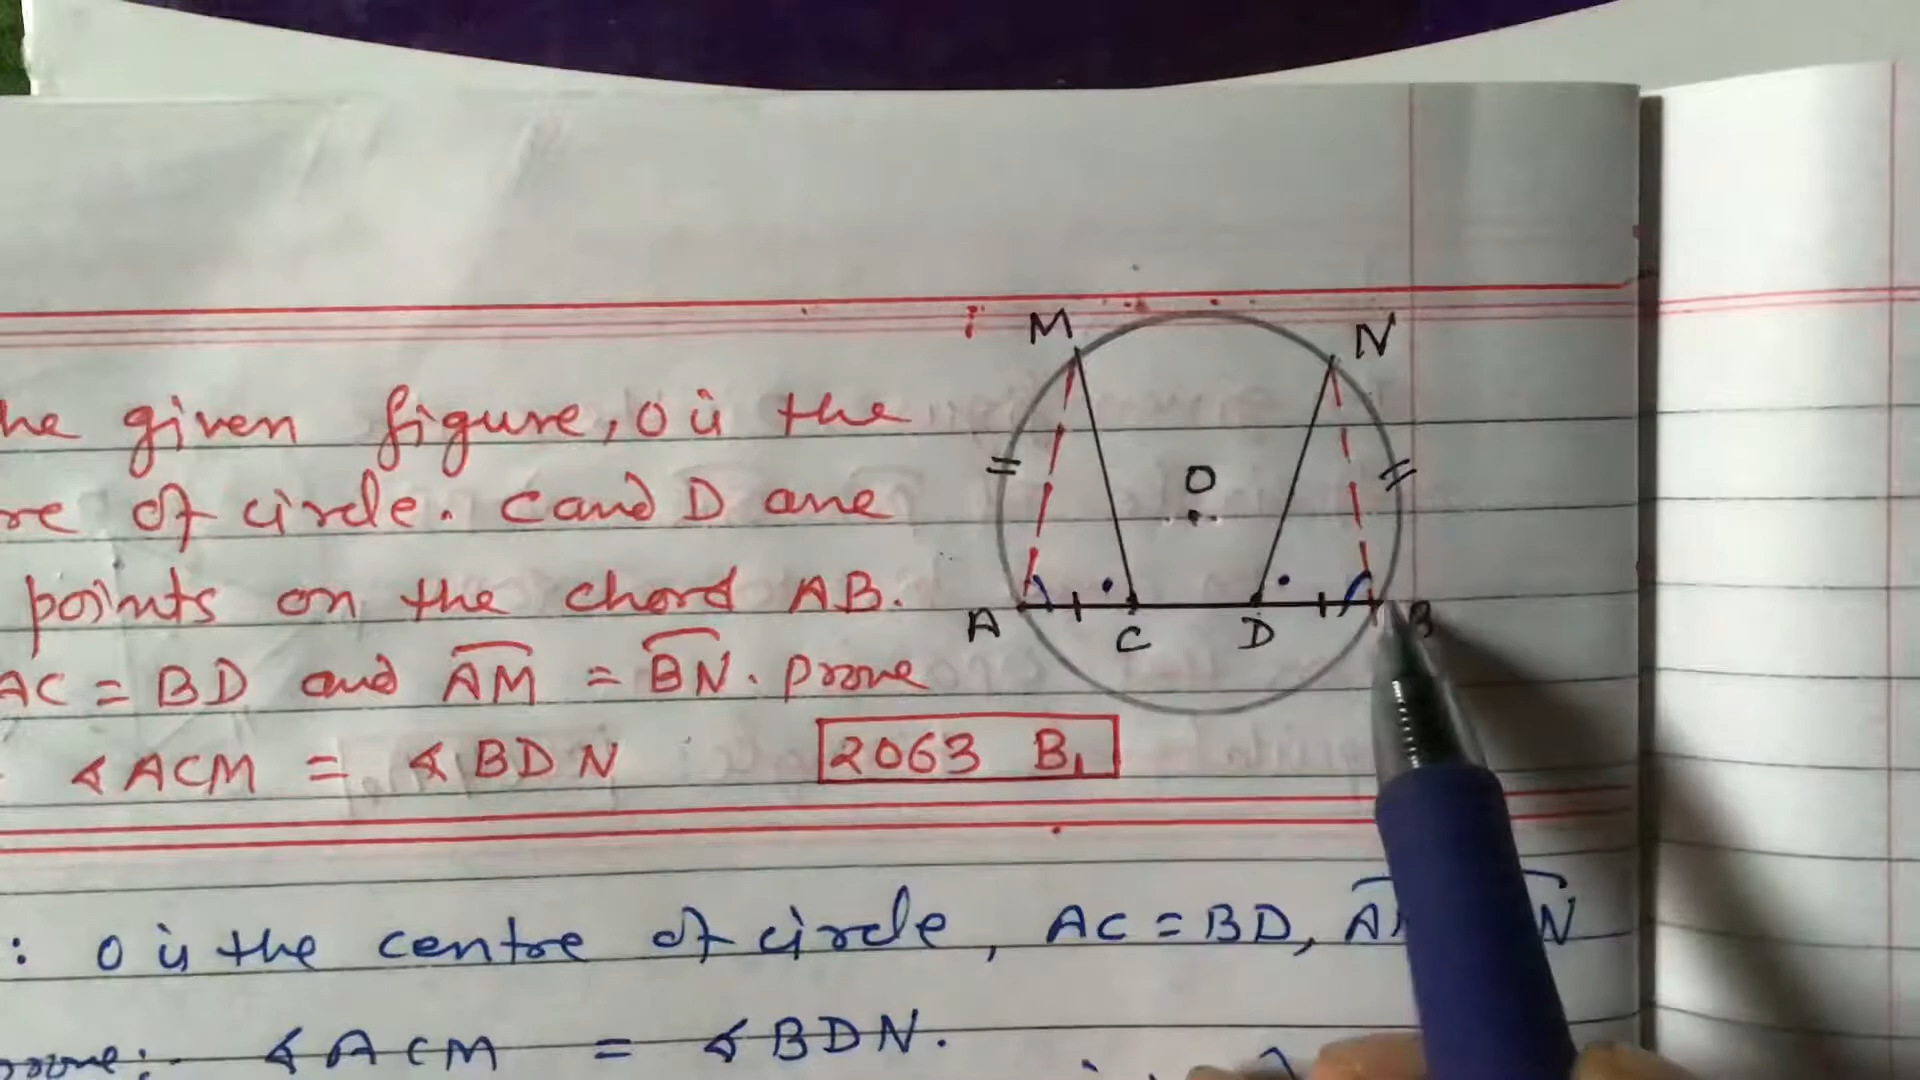 he given figure, O is the
re of circle. C and D are
points on the chord AB.
AC = BD and AM = BN. Prove
∢ACM = ∢BDN
2063 B₁
M
N
O
A
C
D
B
: O is the centre of circle, AC = BD,
prove:- ∢ACM = ∢BDN.